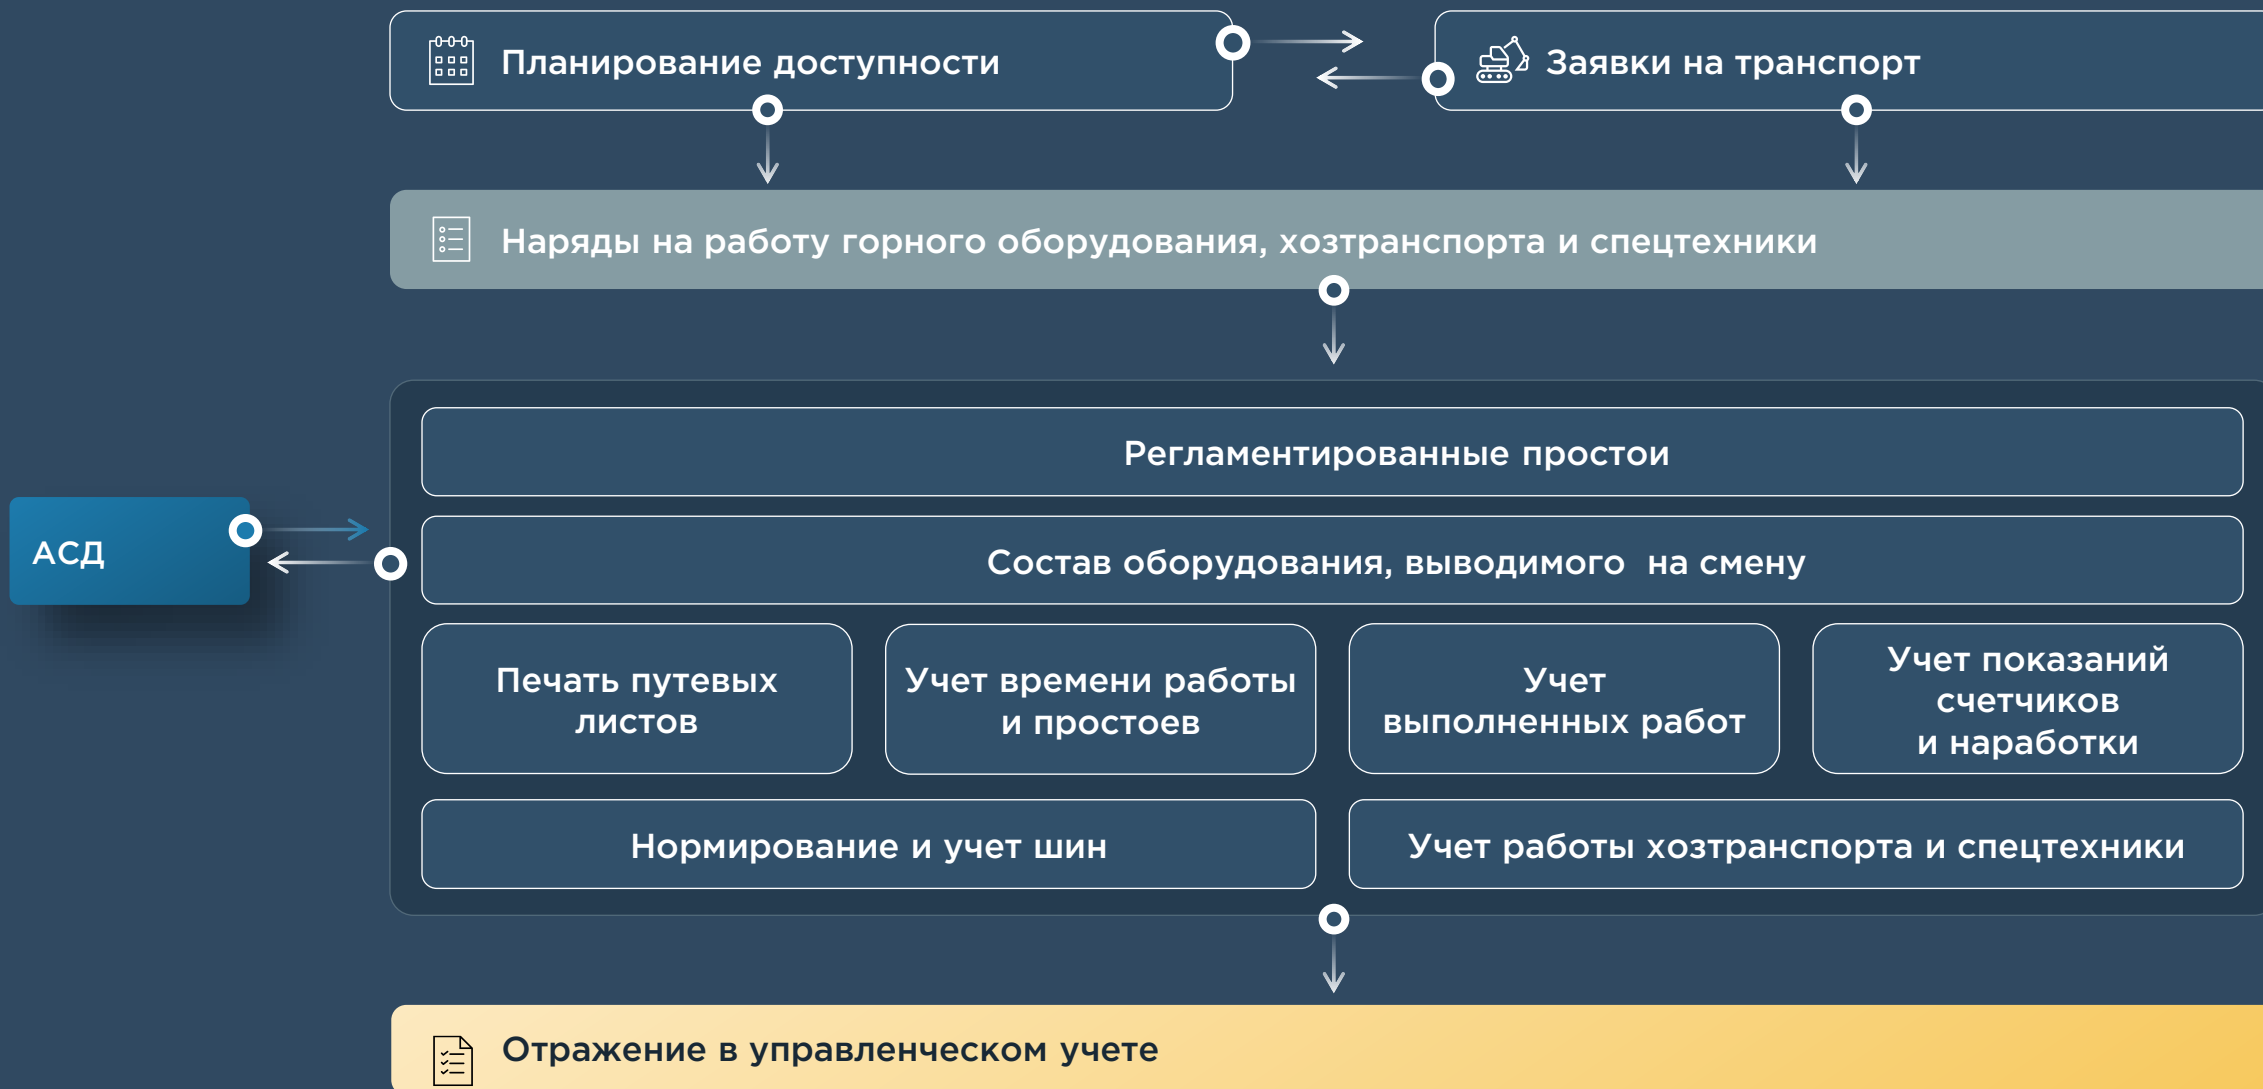 Планирование доступности
Заявки на транспорт
Наряды на работу горного оборудования, хозтранспорта и спецтехники
Регламентированные простои
АСД
Состав оборудования, выводимого  на смену
Печать путевых
листов
Учет времени работы
и простоев
Учет
выполненных работ
Учет показаний
счетчиков
и наработки
Нормирование и учет шин
Учет работы хозтранспорта и спецтехники
Отражение в управленческом учете